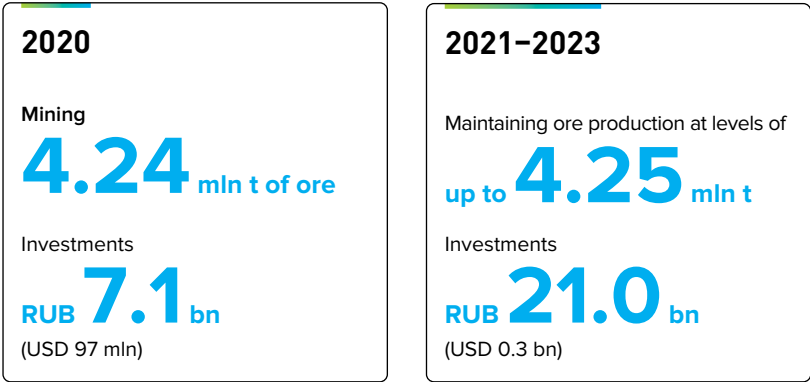 2020
Mining
4.24 mln t of ore
Investments
RUB 7.1 bn
(USD 97 mln)
2021–2023
Maintaining ore production at levels of
up to 4.25 mln t
Investments
RUB 21.0 bn
(USD 0.3 bn)